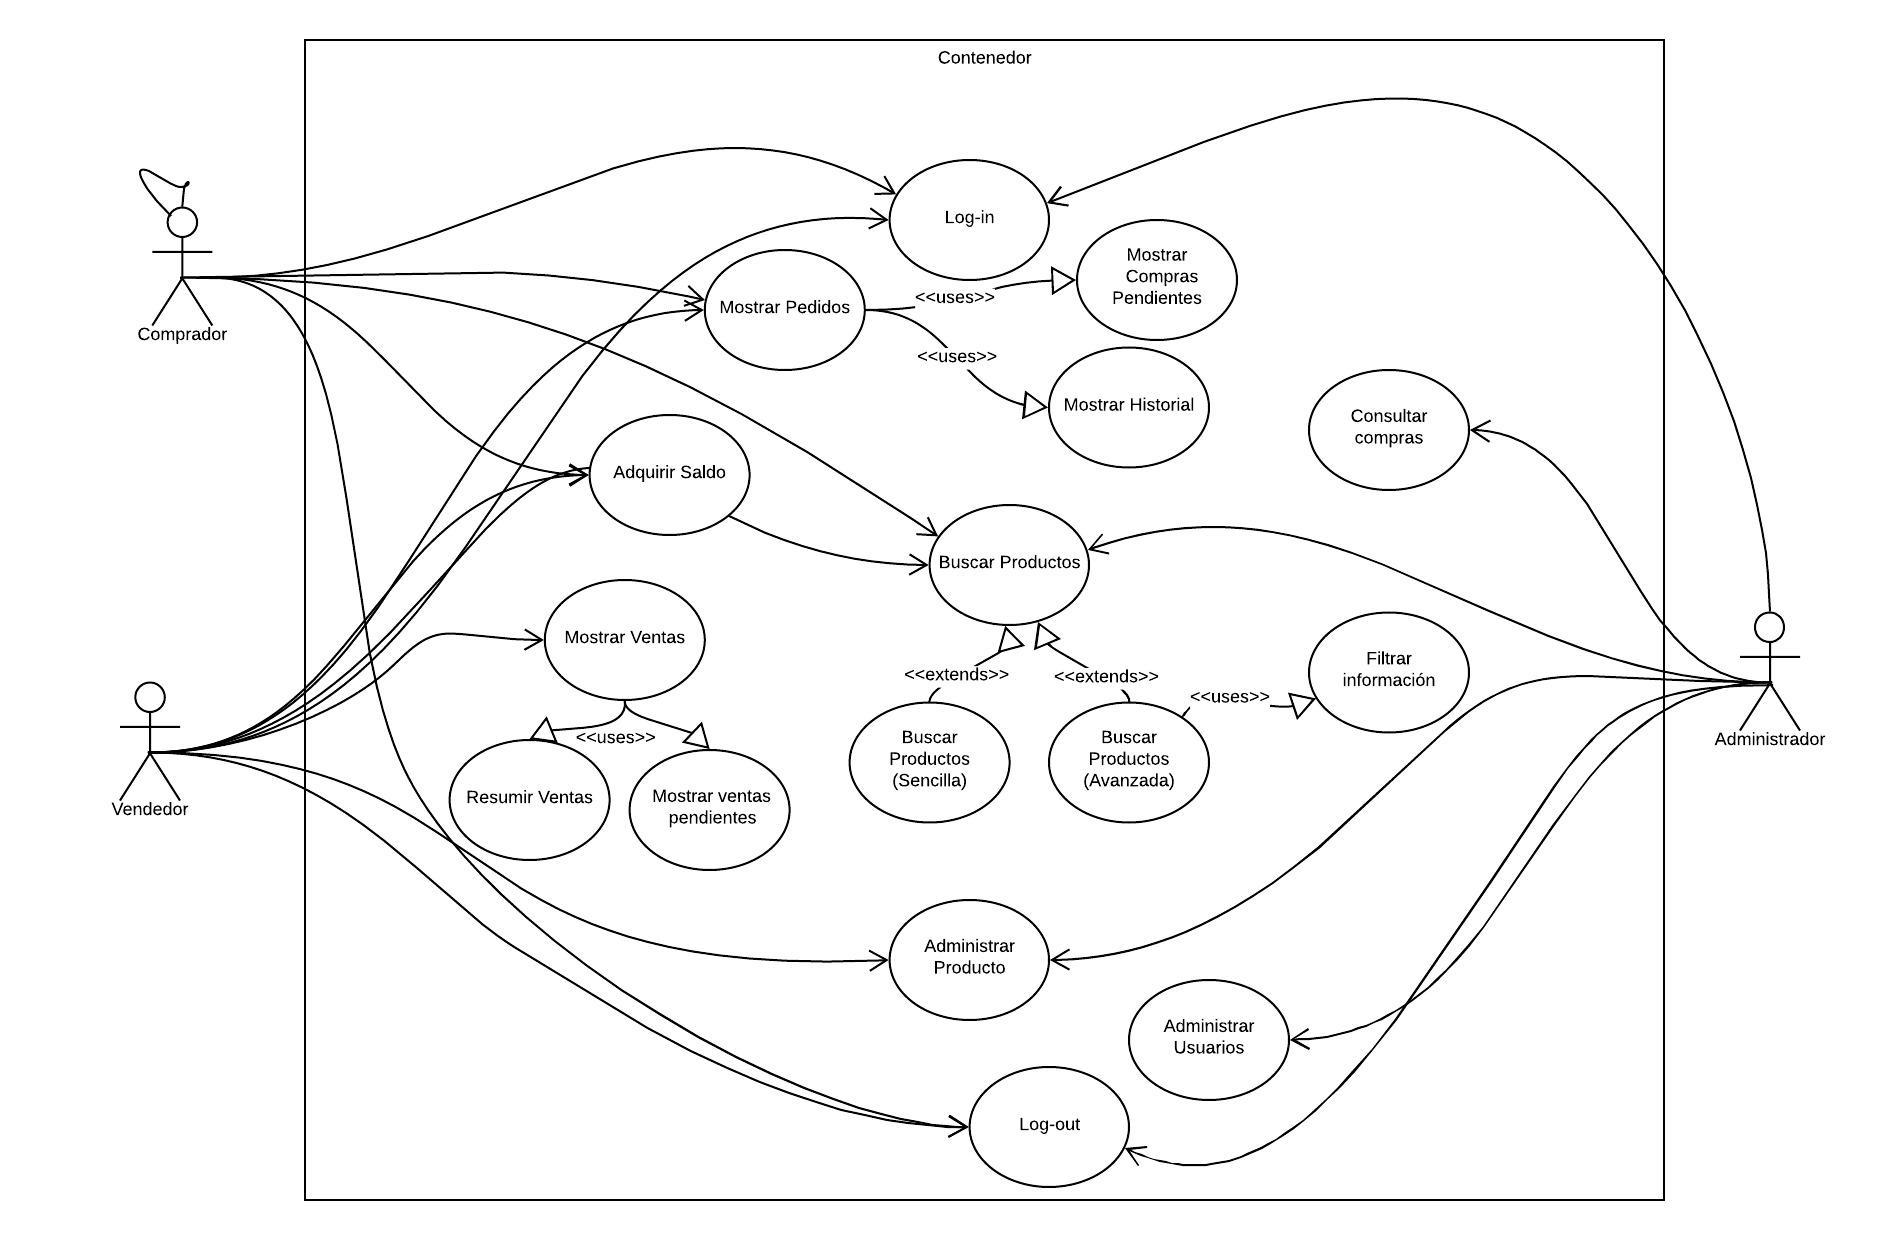 Contenedor
Log-in
Mostrar
Compras
Pendientes
<<uses>>
Mostrar Pedidos
Comprador
<<uses>>
Mostrar Historial
Consultar
compras
Adquirir Saldo
Buscar Productos
Mostrar Ventas
Filtrar
información
<<extends>>
<<extends>>
<<uses>>
<<uses>>
Buscar
Productos
(Sencilla)
Buscar
Productos
(Avanzada)
Administrador
Resumir Ventas
Mostrar ventas
pendientes
Vendedor
Administrar
Producto
Administrar
Usuarios
Log-out